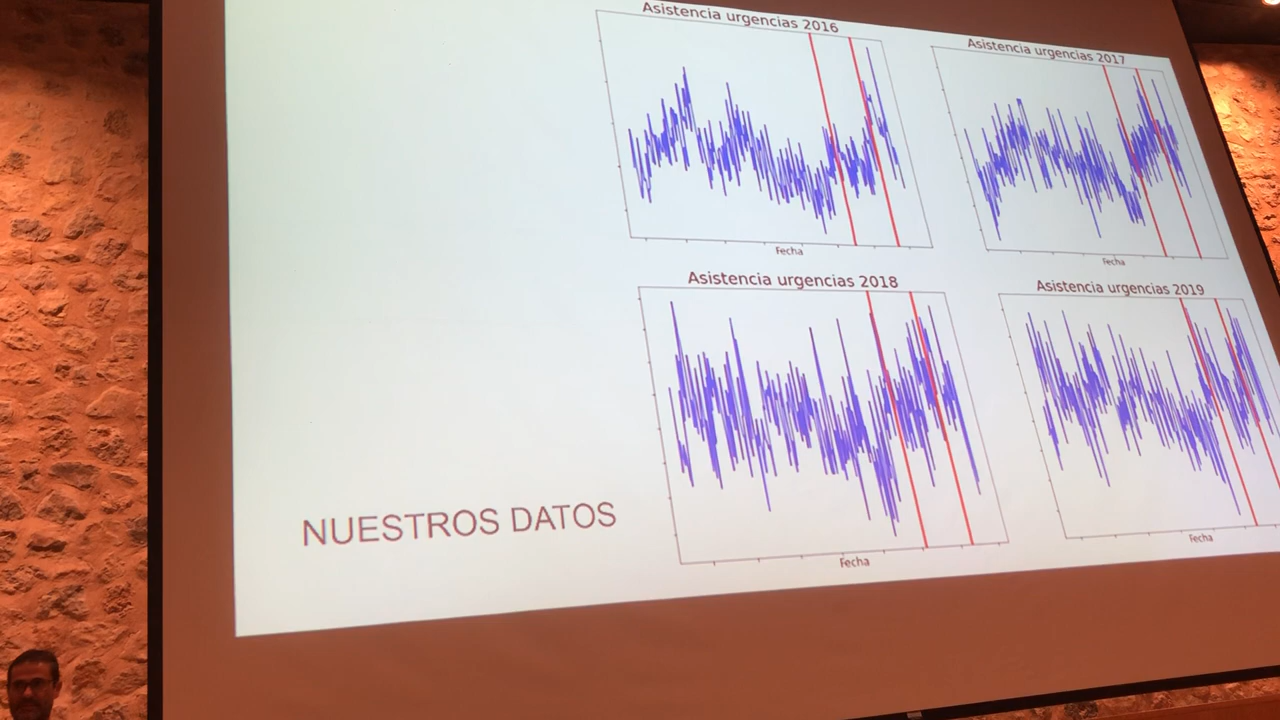 Asistencia urgencias 2016
Fecha
Asistencia urgencias 2017
Fecha
Asistencia urgencias 2018
Fecha
Asistencia urgencias 2019
Fecha
NUESTROS DATOS